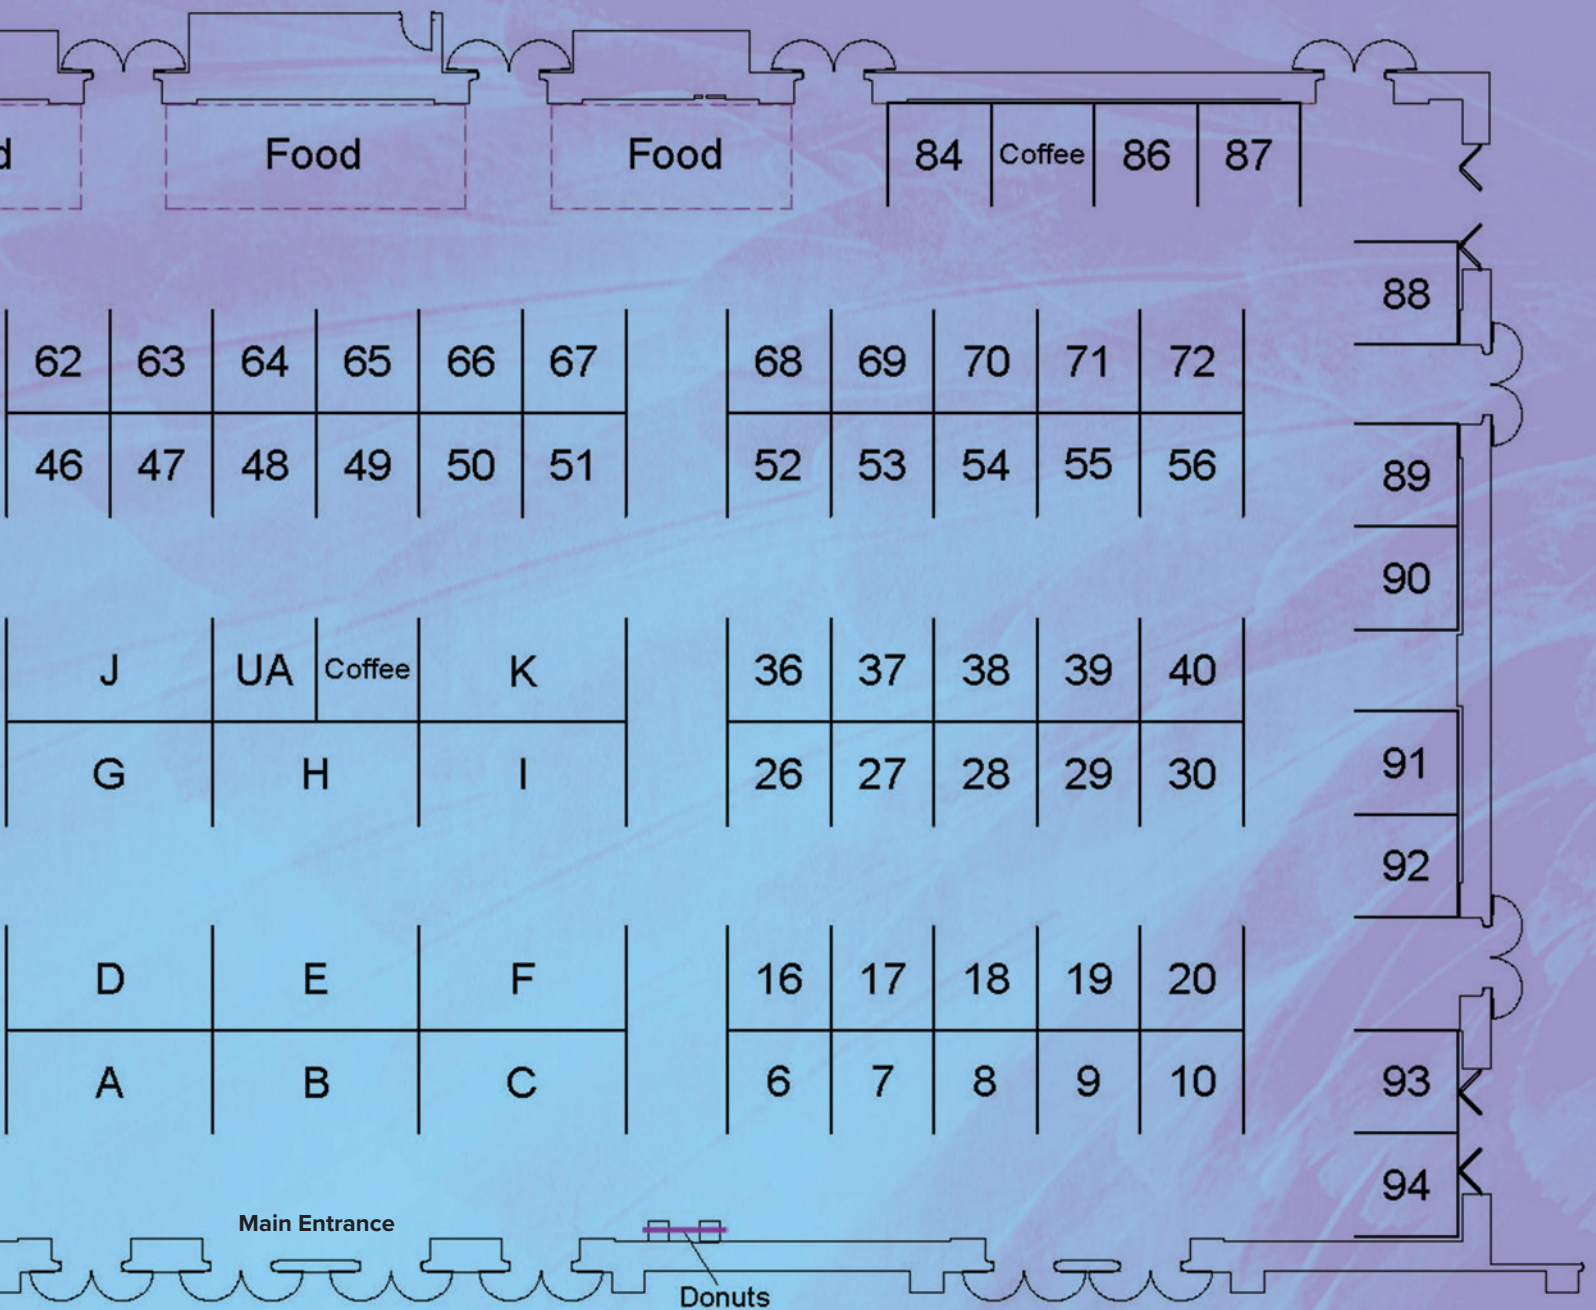 Food Food 84 Coffee 86 87
88
62 63 64 65 66 67 68 69 70 71 72
46 47 48 49 50 51 52 53 54 55 56
89
90
J UA Coffee K 36 37 38 39 40
G H I 26 27 28 29 30
91
92
D E F 16 17 18 19 20
A B C 6 7 8 9 10
93
94
Main Entrance
Donuts